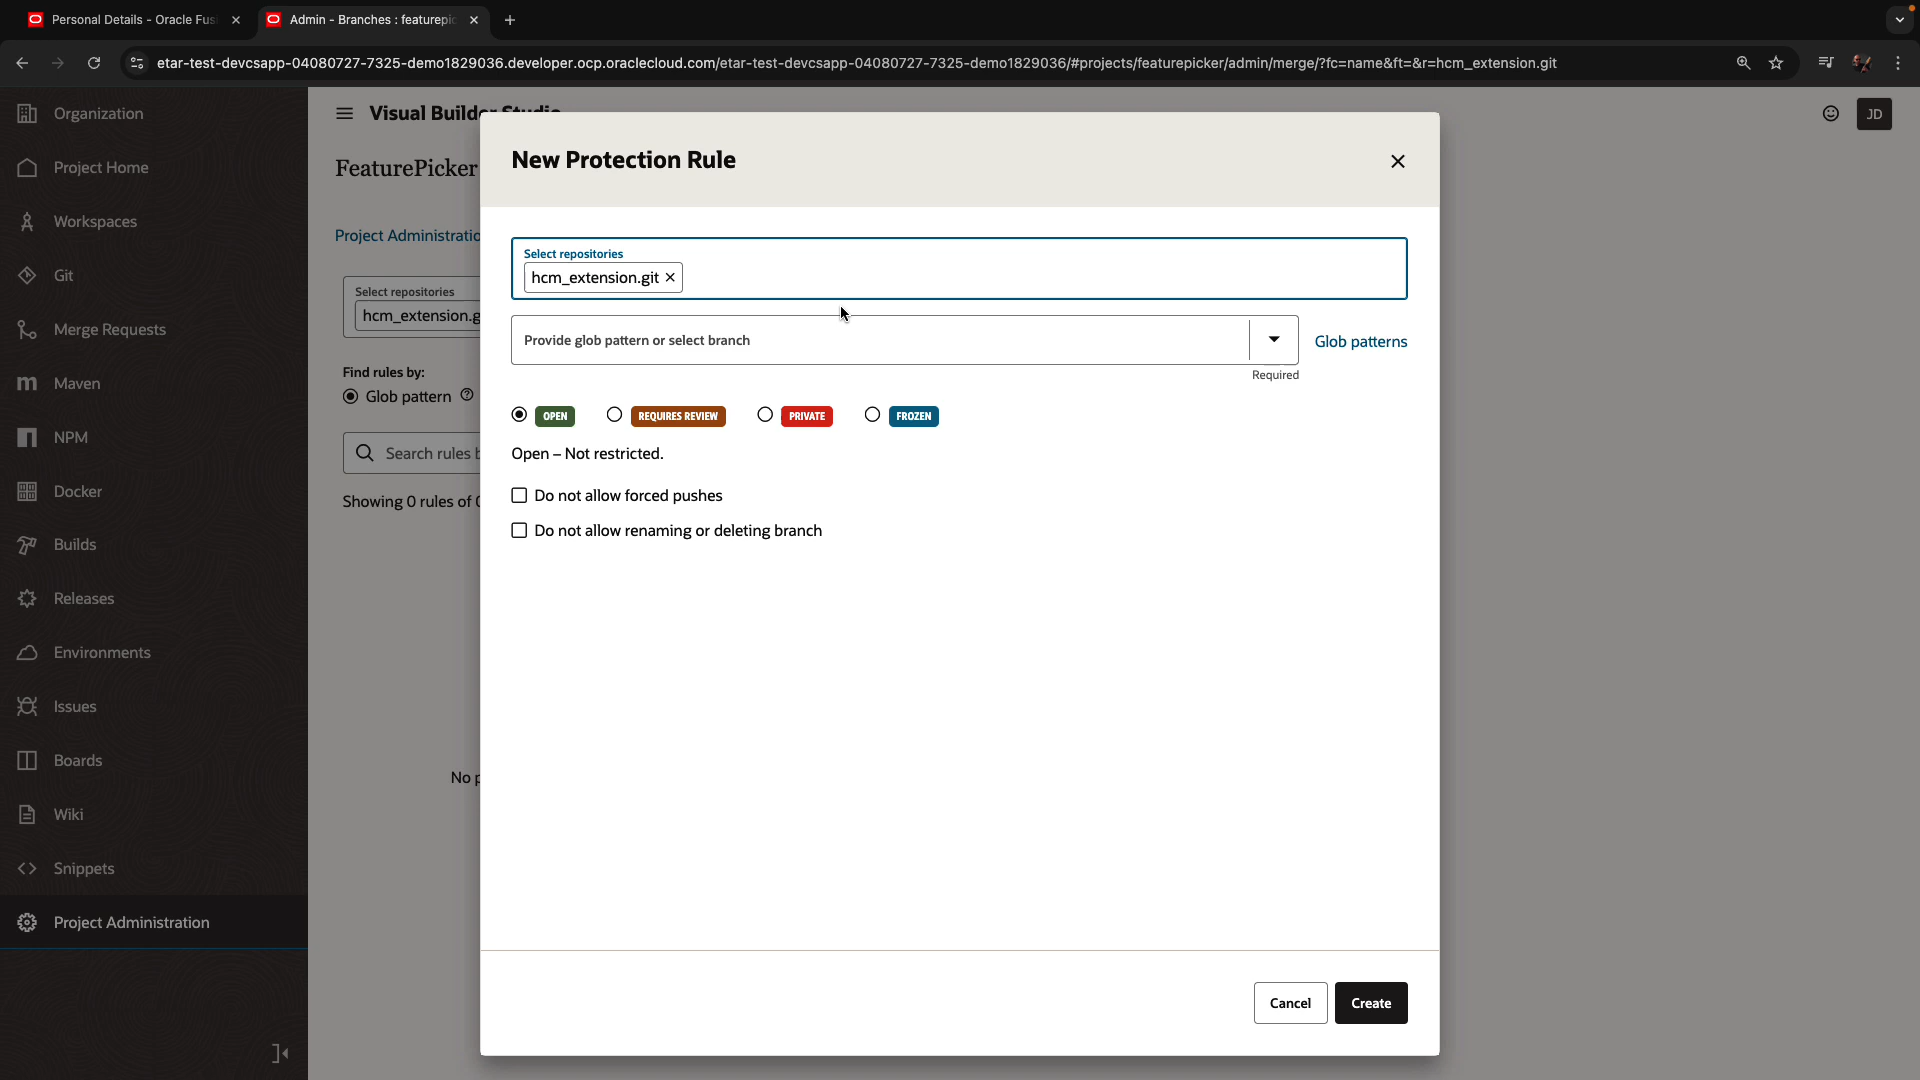 Personal Details - Oracle Fus
Admin - Branches : featurepic
etar-test-devcsapp-04080727-7325-demo1829036.developer.ocp.oraclecloud.com/etar-test-devcsapp-04080727-7325-demo1829036/#projects/featurepicker/admin/merge/?fc=name&ft=&r=hcm_extension.git
Organization
Project Home
Workspaces
Git
Merge Requests
Maven
NPM
Docker
Builds
Releases
Environments
Issues
Boards
Wiki
Snippets
Project Administration
Visual Builder Studio
JD
FeaturePicker
Project Administratio
Select repositories
hcm_extension.g
Find rules by:
Glob pattern
Search rules b
Showing 0 rules of 0
No p
New Protection Rule
Select repositories
hcm_extension.git
Provide glob pattern or select branch
Glob patterns
Required
OPEN
REQUIRES REVIEW
PRIVATE
FROZEN
Open – Not restricted.
Do not allow forced pushes
Do not allow renaming or deleting branch
Cancel
Create